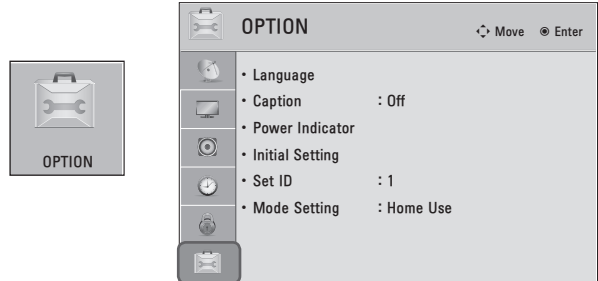 OPTION
OPTION
Move Enter
• Language
• Caption : Off
• Power Indicator
• Initial Setting
• Set ID : 1
• Mode Setting : Home Use